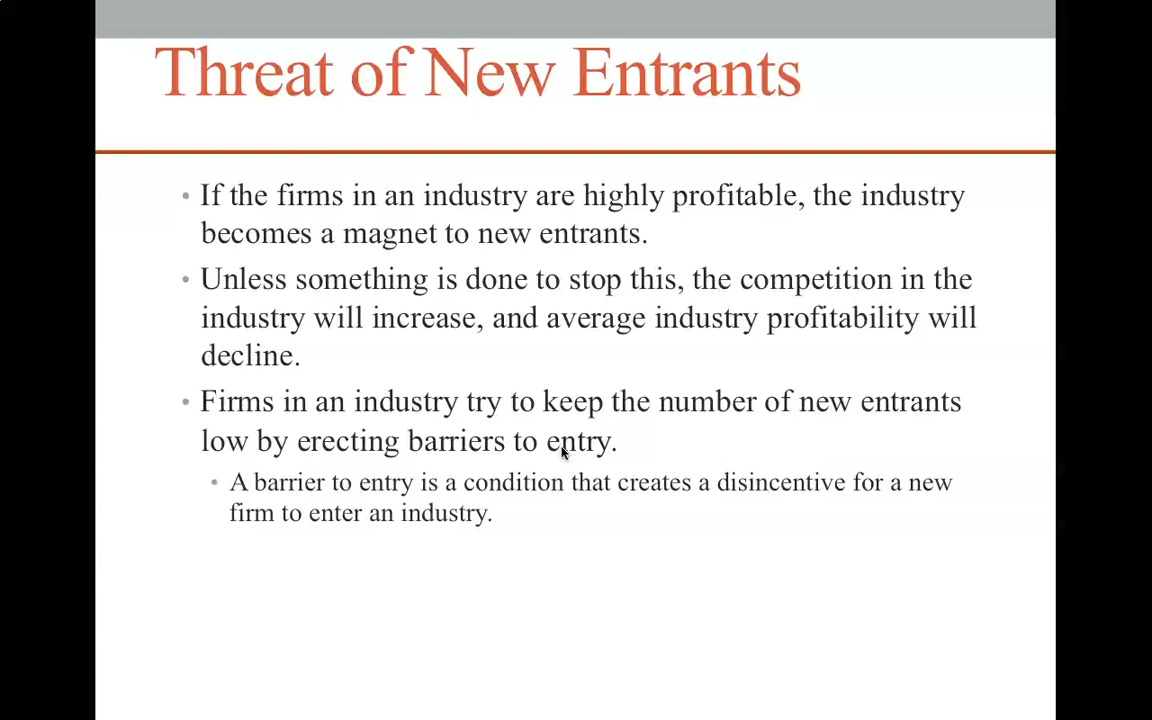 Threat of New Entrants
• If the firms in an industry are highly profitable, the industry
becomes a magnet to new entrants.
• Unless something is done to stop this, the competition in the
industry will increase, and average industry profitability will
decline.
• Firms in an industry try to keep the number of new entrants
low by erecting barriers to entry.
• A barrier to entry is a condition that creates a disincentive for a new
firm to enter an industry.